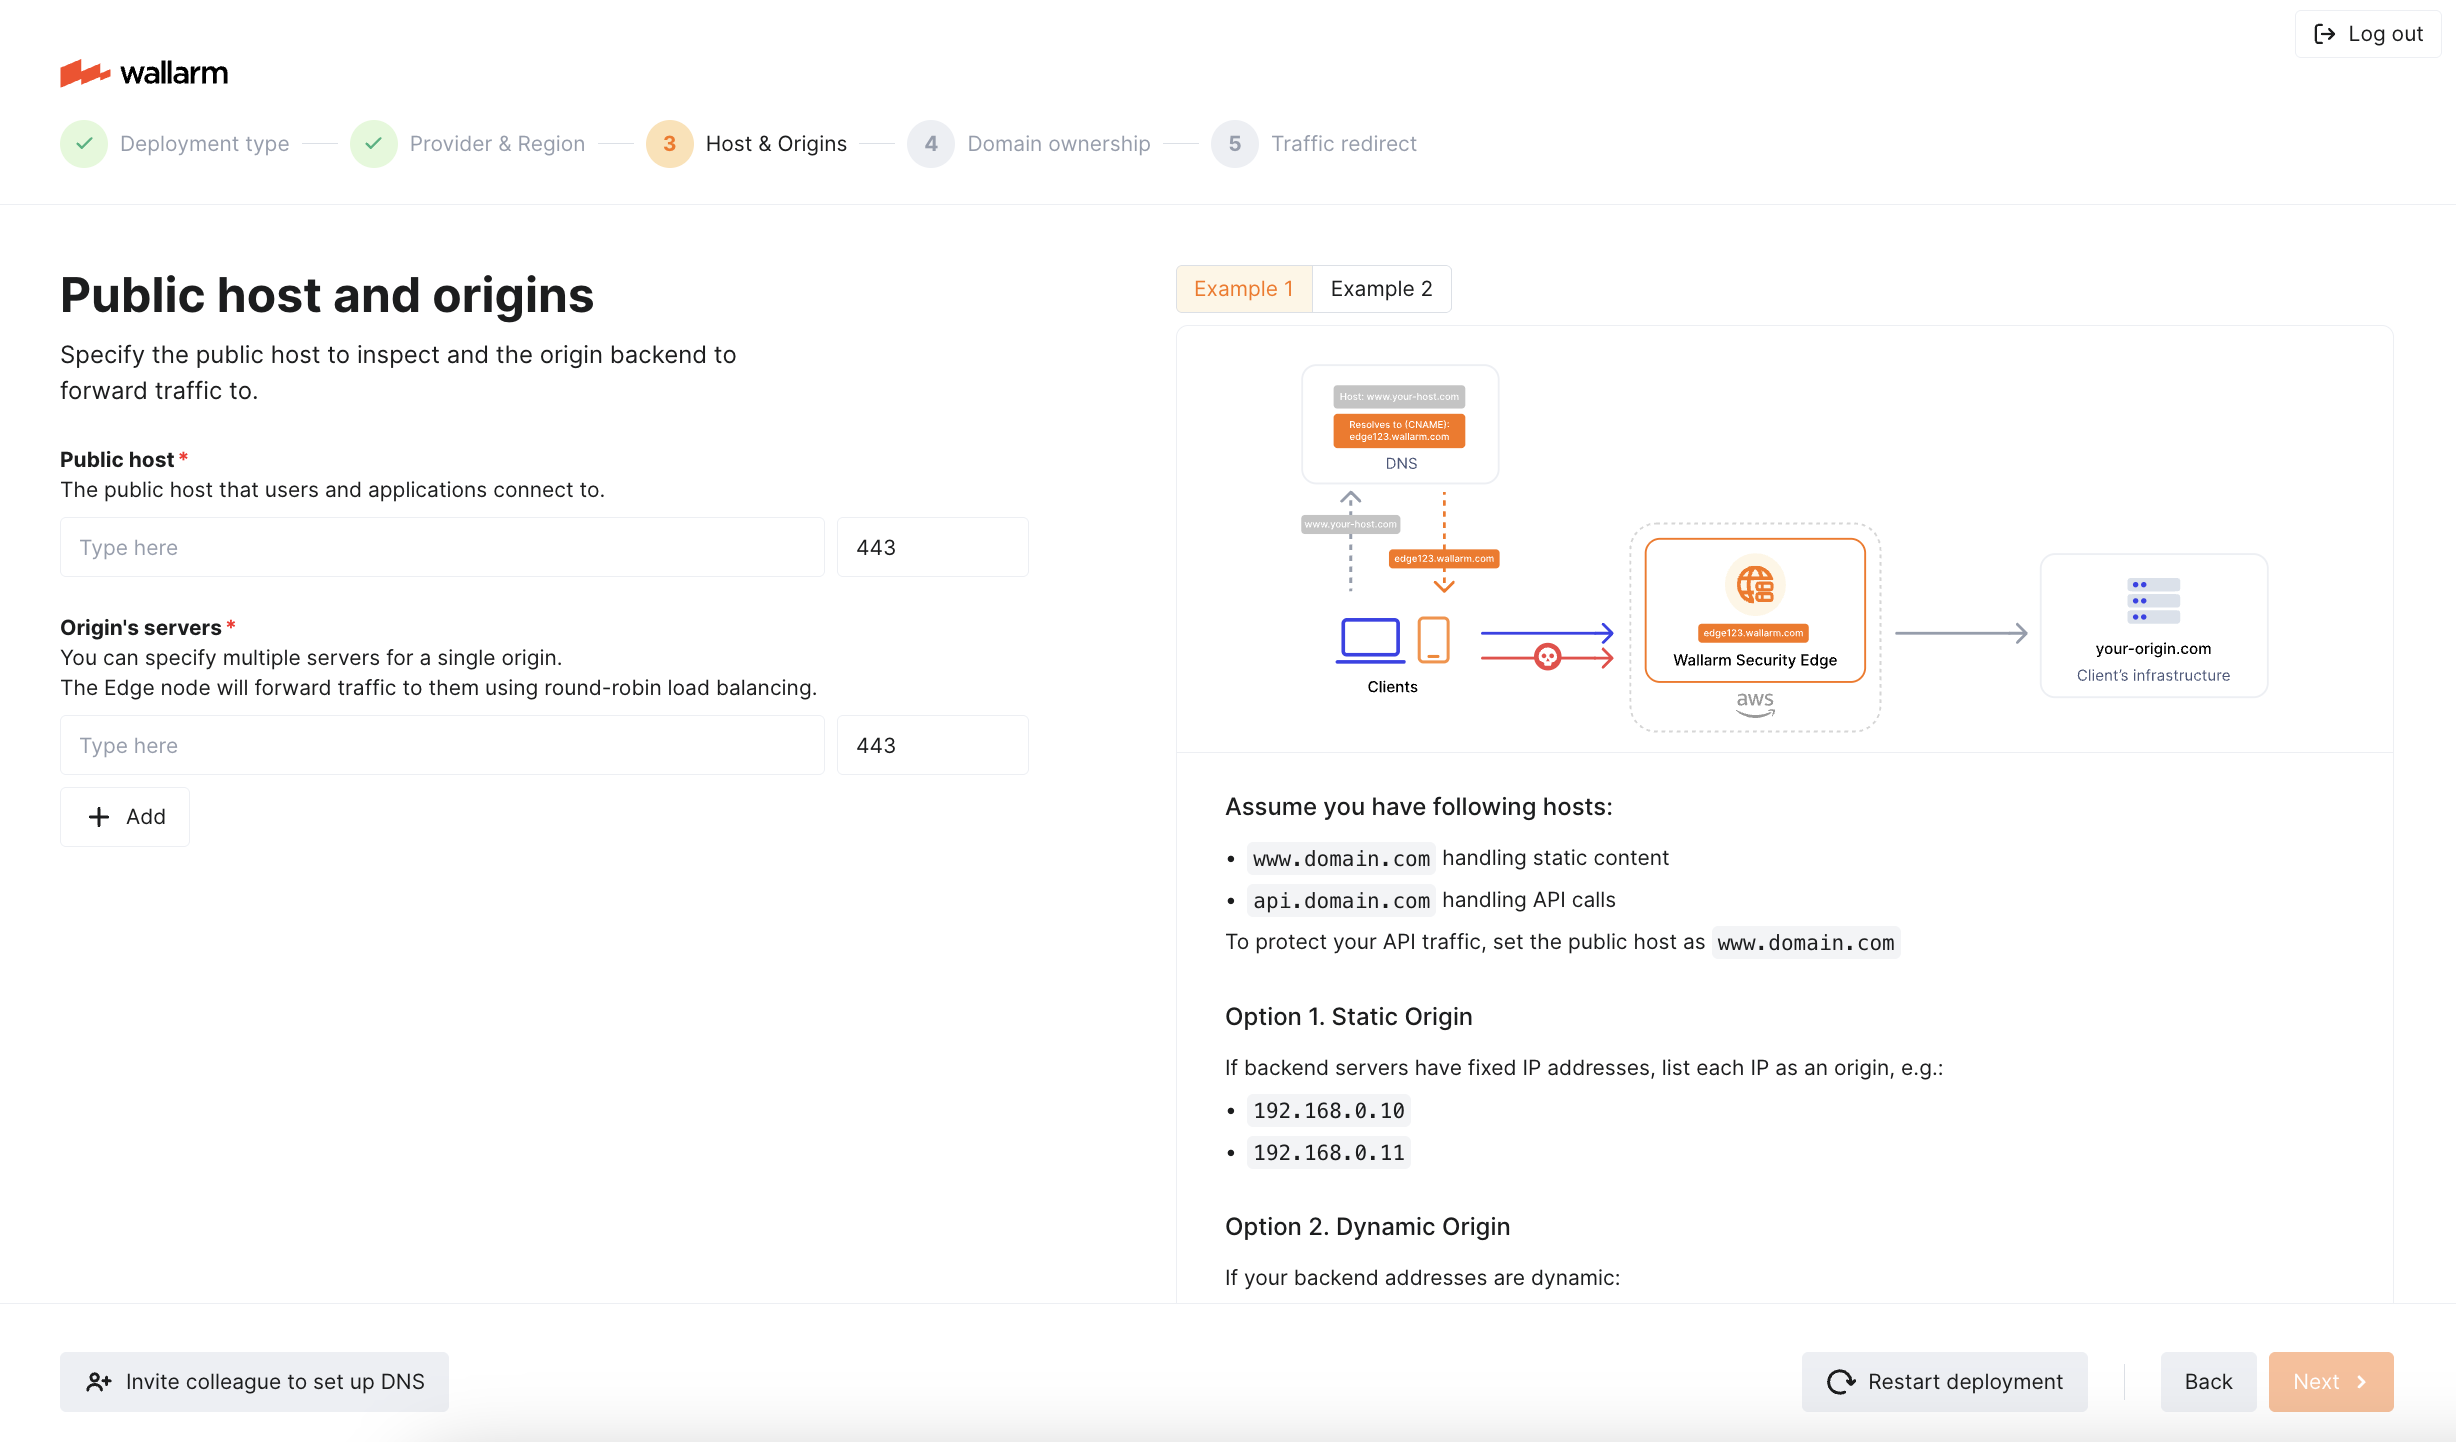 Log out
wallarm
Deployment type
Provider & Region
3 Host & Origins
4 Domain ownership
5 Traffic redirect
Public host and origins
Specify the public host to inspect and the origin backend to
forward traffic to.
Public host *
The public host that users and applications connect to.
Type here
443
Origin's servers *
You can specify multiple servers for a single origin.
The Edge node will forward traffic to them using round-robin load balancing.
Type here
443
Add
Example 1
Example 2
Host: www.your-host.com
Resolves to (CNAME):
edge123.wallarm.com
DNS
www.your-host.com
edge123.wallarm.com
Clients
edge123.wallarm.com
Wallarm Security Edge
aws
your-origin.com
Client's infrastructure
Assume you have following hosts:
• www.domain.com handling static content
• api.domain.com handling API calls
To protect your API traffic, set the public host as www.domain.com
Option 1. Static Origin
If backend servers have fixed IP addresses, list each IP as an origin, e.g.:
• 192.168.0.10
• 192.168.0.11
Option 2. Dynamic Origin
If your backend addresses are dynamic:
Invite colleague to set up DNS
Restart deployment
Back
Next